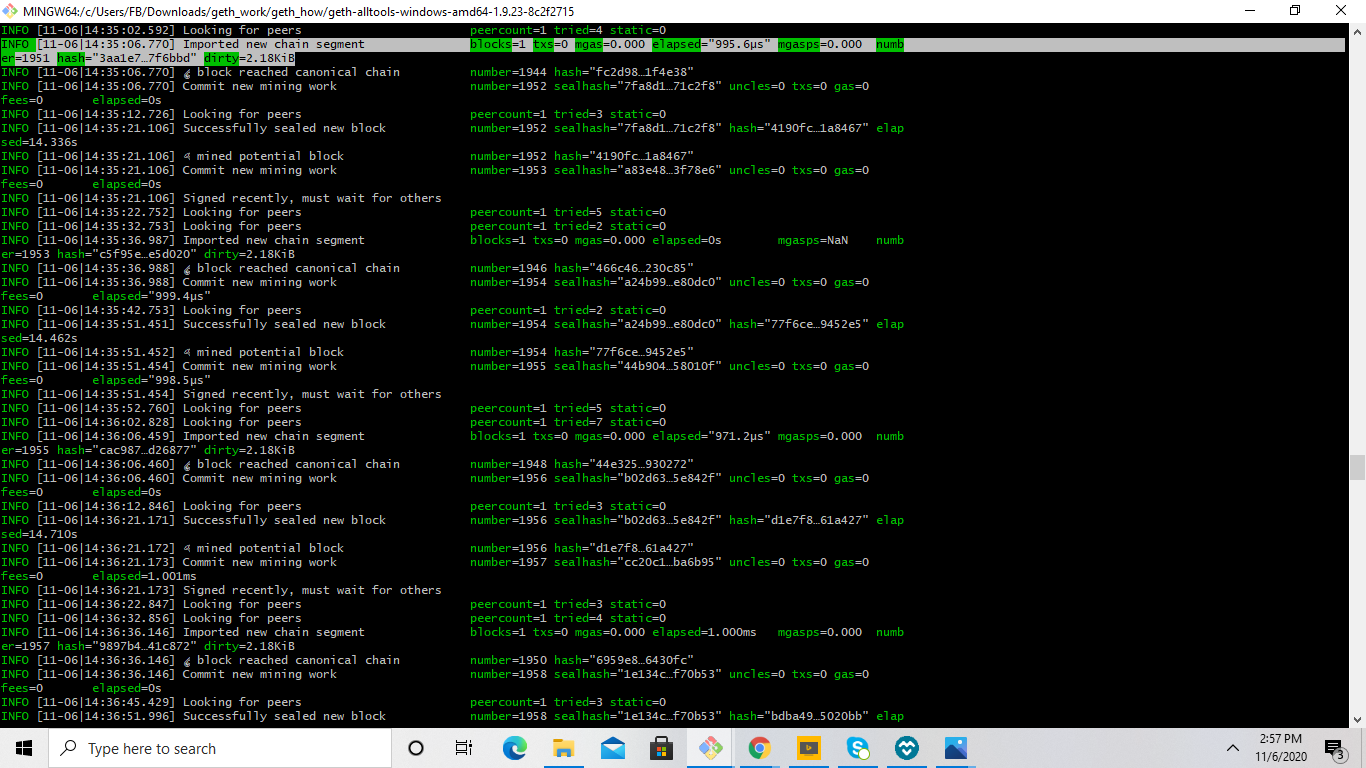 MINGW64:/c/Users/FB/Downloads/geth_work/geth_how/geth-alltools-windows-amd64-1.9.23-8c2f2715
INFO [11-06|14:35:02.592] Looking for peers peercount=1 tried=4 static=0
INFO [11-06|14:35:06.770] Imported new chain segment blocks=1 txs=0 mgas=0.000 elapsed="995.6µs" mgasps=0.000 numb
er=1951 hash="3aa1e7…7f6bbd" dirty=2.18KiB
INFO [11-06|14:35:06.770] 🔗 block reached canonical chain number=1944 hash="fc2d98…1f4e38"
INFO [11-06|14:35:06.770] Commit new mining work number=1952 sealhash="7fa8d1…71c2f8" uncles=0 txs=0 gas=0
fees=0 elapsed=0s
INFO [11-06|14:35:12.726] Looking for peers peercount=1 tried=3 static=0
INFO [11-06|14:35:21.106] Successfully sealed new block number=1952 sealhash="7fa8d1…71c2f8" hash="4190fc…1a8467" elap
sed=14.336s
INFO [11-06|14:35:21.106] 🔨 mined potential block number=1952 hash="4190fc…1a8467"
INFO [11-06|14:35:21.106] Commit new mining work number=1953 sealhash="a83e48…3f78e6" uncles=0 txs=0 gas=0
fees=0 elapsed=0s
INFO [11-06|14:35:21.106] Signed recently, must wait for others
INFO [11-06|14:35:22.752] Looking for peers peercount=1 tried=5 static=0
INFO [11-06|14:35:32.753] Looking for peers peercount=1 tried=2 static=0
INFO [11-06|14:35:36.987] Imported new chain segment blocks=1 txs=0 mgas=0.000 elapsed=0s mgasps=NaN numb
er=1953 hash="c5f95e…e5d020" dirty=2.18KiB
INFO [11-06|14:35:36.988] 🔗 block reached canonical chain number=1946 hash="466c46…230c85"
INFO [11-06|14:35:36.988] Commit new mining work number=1954 sealhash="a24b99…e80dc0" uncles=0 txs=0 gas=0
fees=0 elapsed="999.4µs"
INFO [11-06|14:35:42.753] Looking for peers peercount=1 tried=2 static=0
INFO [11-06|14:35:51.451] Successfully sealed new block number=1954 sealhash="a24b99…e80dc0" hash="77f6ce…9452e5" elap
sed=14.462s
INFO [11-06|14:35:51.452] 🔨 mined potential block number=1954 hash="77f6ce…9452e5"
INFO [11-06|14:35:51.454] Commit new mining work number=1955 sealhash="44b904…58010f" uncles=0 txs=0 gas=0
fees=0 elapsed="998.5µs"
INFO [11-06|14:35:51.454] Signed recently, must wait for others
INFO [11-06|14:35:52.760] Looking for peers peercount=1 tried=5 static=0
INFO [11-06|14:36:02.828] Looking for peers peercount=1 tried=7 static=0
INFO [11-06|14:36:06.459] Imported new chain segment blocks=1 txs=0 mgas=0.000 elapsed="971.2µs" mgasps=0.000 numb
er=1955 hash="cac987…d26877" dirty=2.18KiB
INFO [11-06|14:36:06.460] 🔗 block reached canonical chain number=1948 hash="44e325…930272"
INFO [11-06|14:36:06.460] Commit new mining work number=1956 sealhash="b02d63…5e842f" uncles=0 txs=0 gas=0
fees=0 elapsed=0s
INFO [11-06|14:36:12.846] Looking for peers peercount=1 tried=3 static=0
INFO [11-06|14:36:21.171] Successfully sealed new block number=1956 sealhash="b02d63…5e842f" hash="d1e7f8…61a427" elap
sed=14.710s
INFO [11-06|14:36:21.172] 🔨 mined potential block number=1956 hash="d1e7f8…61a427"
INFO [11-06|14:36:21.173] Commit new mining work number=1957 sealhash="cc20c1…ba6b95" uncles=0 txs=0 gas=0
fees=0 elapsed=1.001ms
INFO [11-06|14:36:21.173] Signed recently, must wait for others
INFO [11-06|14:36:22.847] Looking for peers peercount=1 tried=3 static=0
INFO [11-06|14:36:32.856] Looking for peers peercount=1 tried=4 static=0
INFO [11-06|14:36:36.146] Imported new chain segment blocks=1 txs=0 mgas=0.000 elapsed=1.000ms mgasps=0.000 numb
er=1957 hash="9897b4…41c872" dirty=2.18KiB
INFO [11-06|14:36:36.146] 🔗 block reached canonical chain number=1950 hash="6959e8…6430fc"
INFO [11-06|14:36:36.146] Commit new mining work number=1958 sealhash="1e134c…f70b53" uncles=0 txs=0 gas=0
fees=0 elapsed=0s
INFO [11-06|14:36:45.429] Looking for peers peercount=1 tried=3 static=0
INFO [11-06|14:36:51.996] Successfully sealed new block number=1958 sealhash="1e134c…f70b53" hash="bdba49…5020bb" elap
Type here to search
2:57 PM
11/6/2020
3